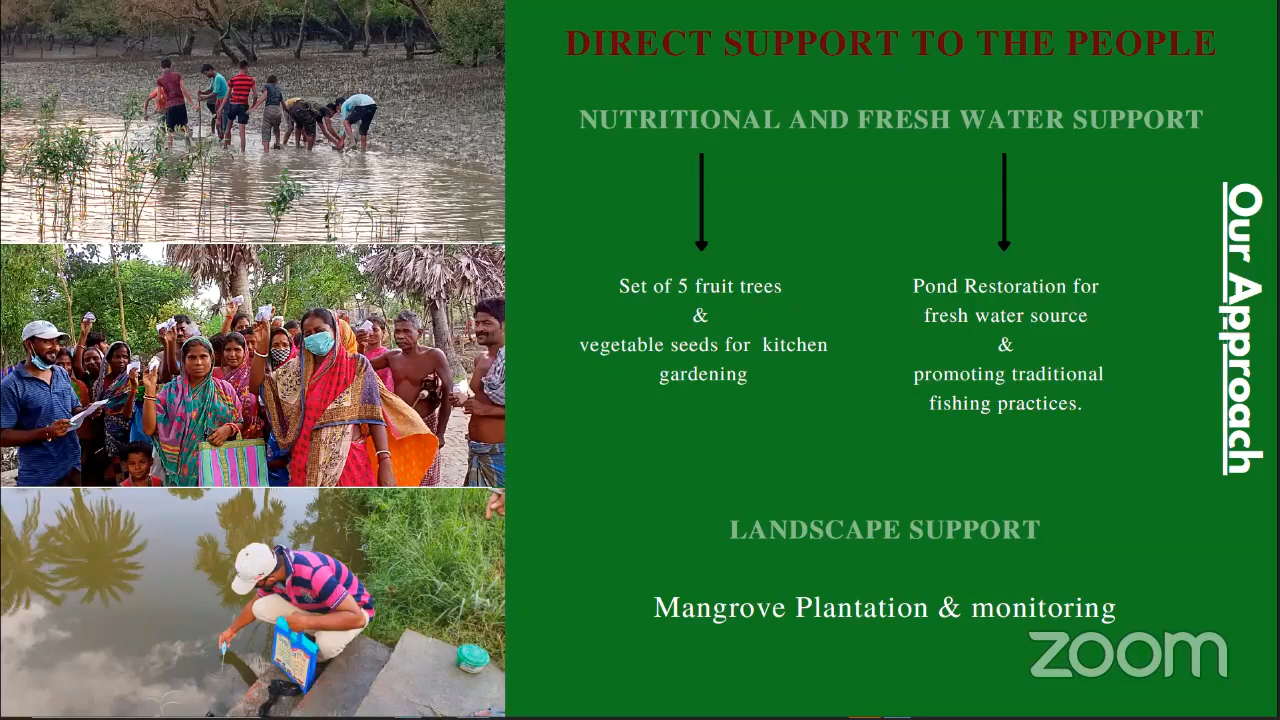 DIRECT SUPPORT TO THE PEOPLE
NUTRITIONAL AND FRESH WATER SUPPORT
Set of 5 fruit trees
&
vegetable seeds for kitchen
gardening
Pond Restoration for
fresh water source
&
promoting traditional
fishing practices.
Our Approach
LANDSCAPE SUPPORT
Mangrove Plantation & monitoring
zoom